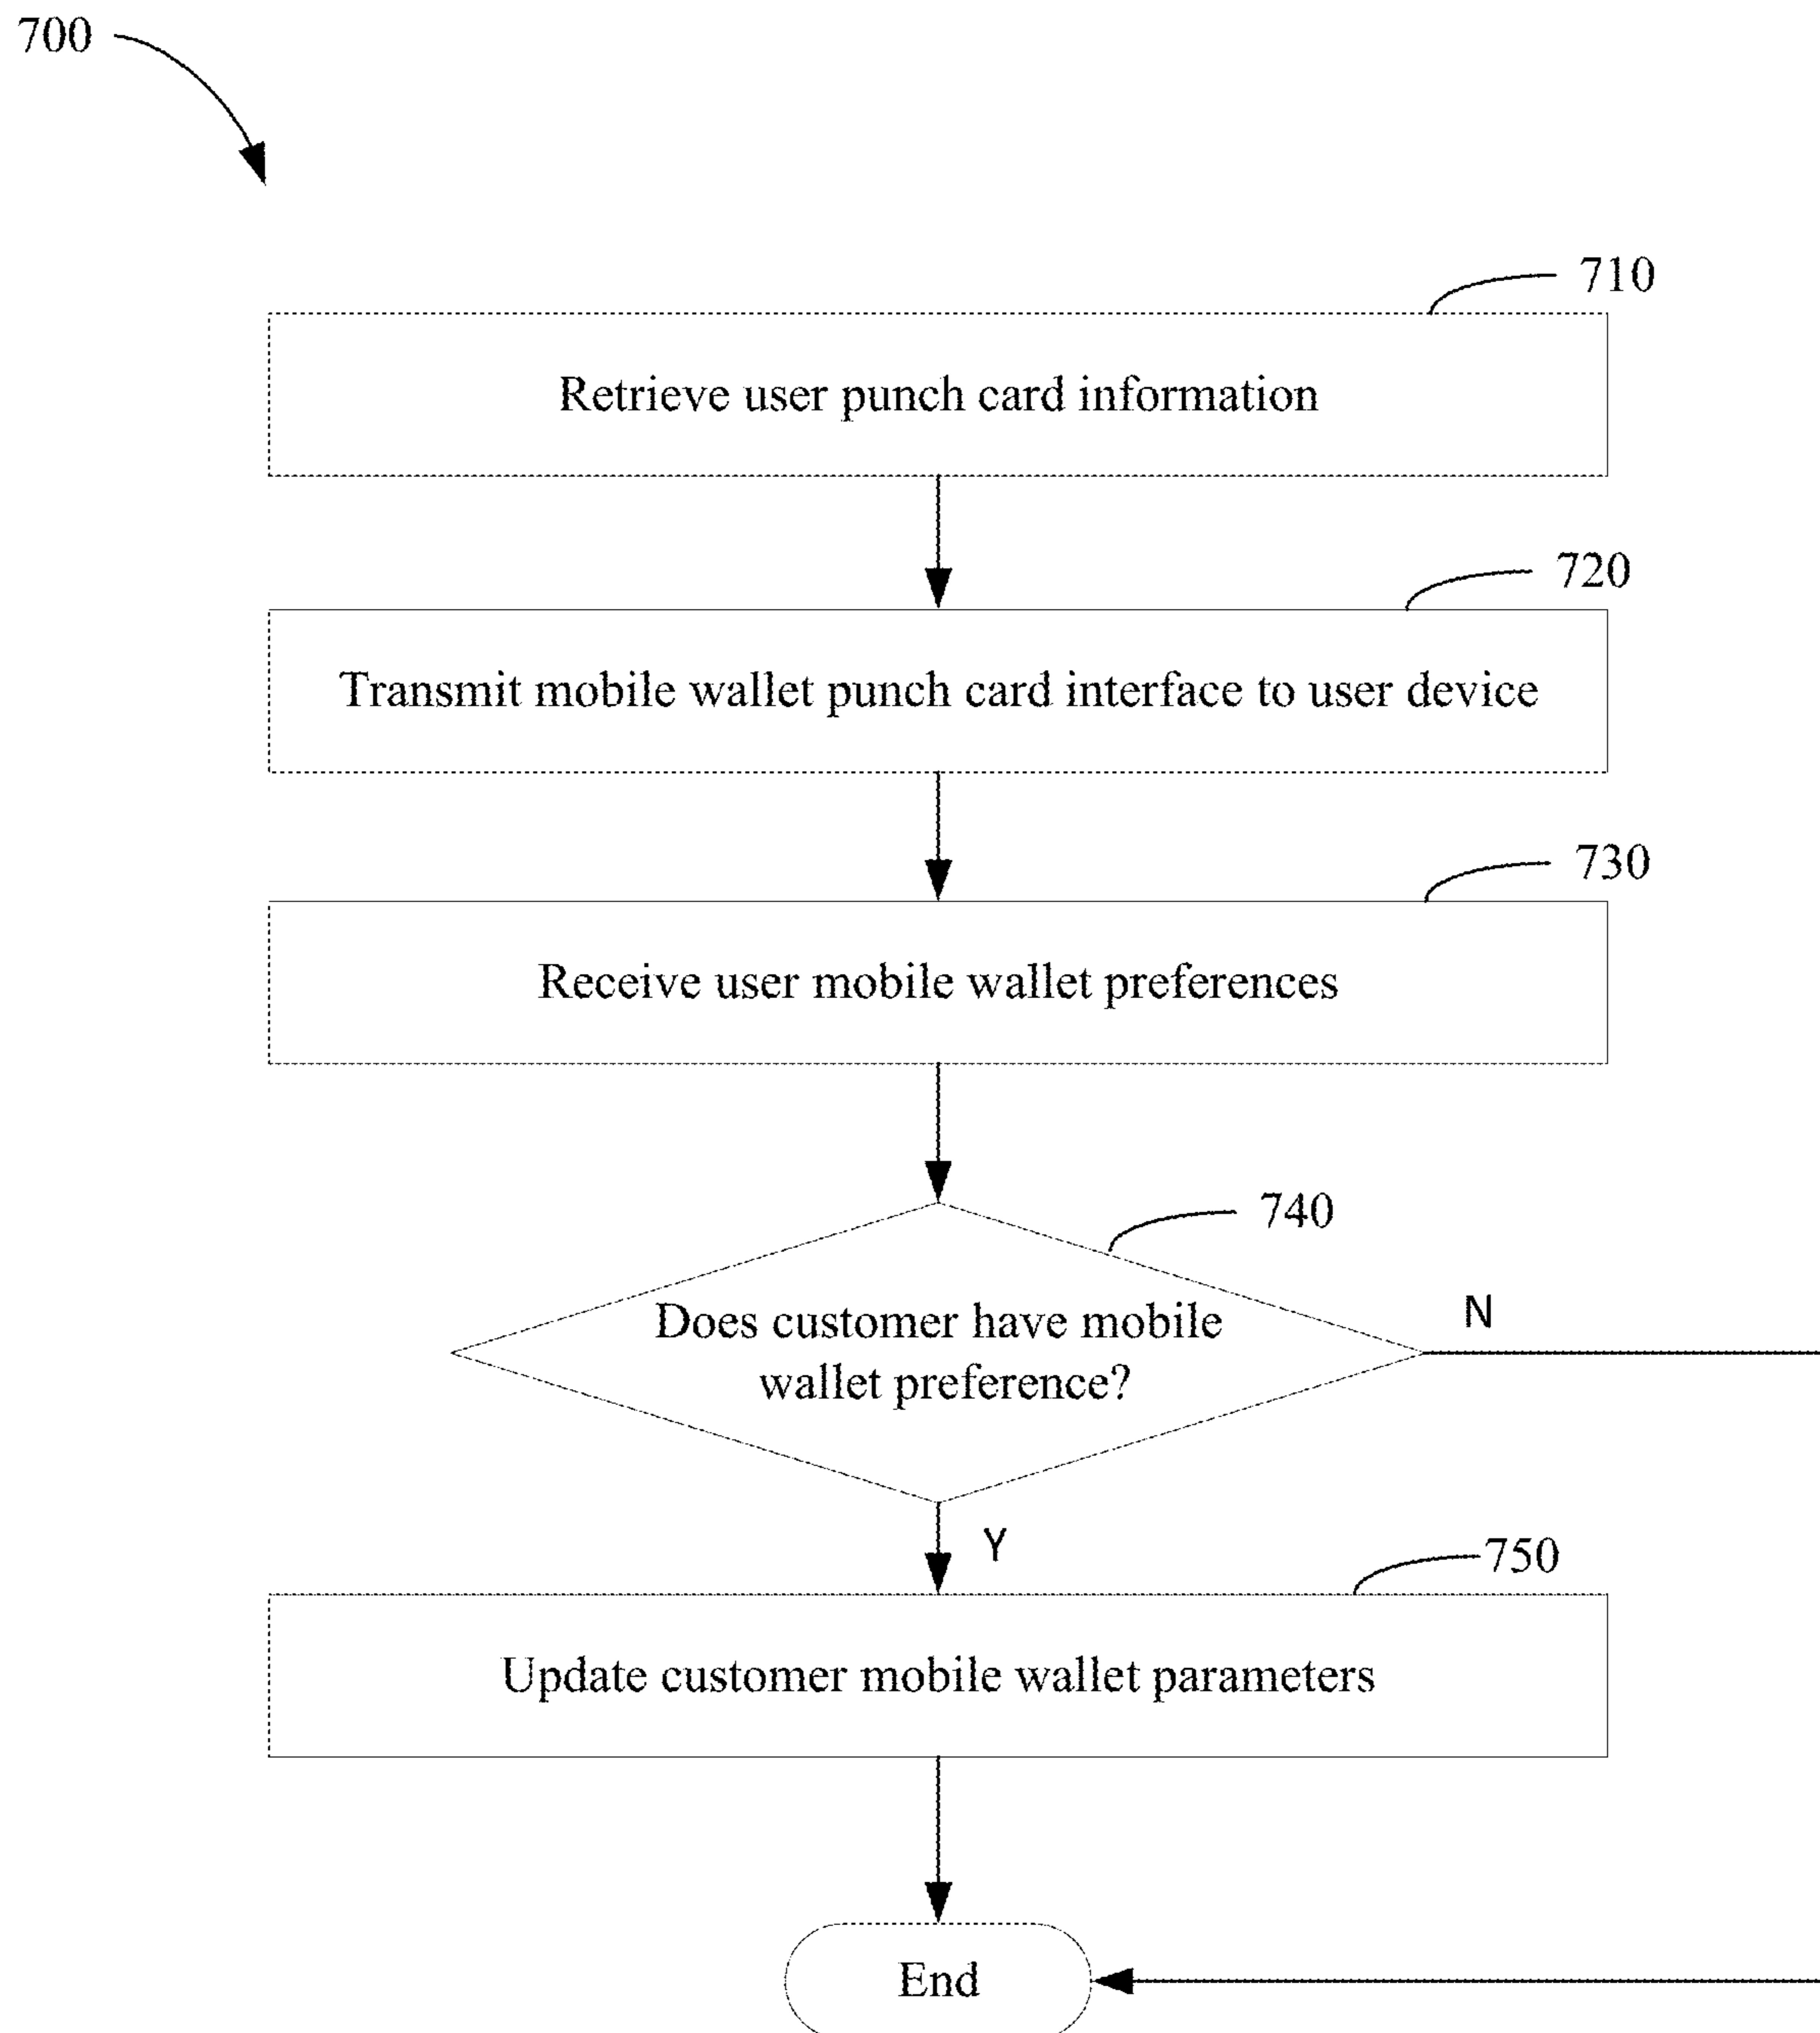 700
710
Retrieve user punch card information
720
Transmit mobile wallet punch card interface to user device
730
Receive user mobile wallet preferences
740
Does customer have mobile
wallet preference?
N
Y
750
Update customer mobile wallet parameters
End